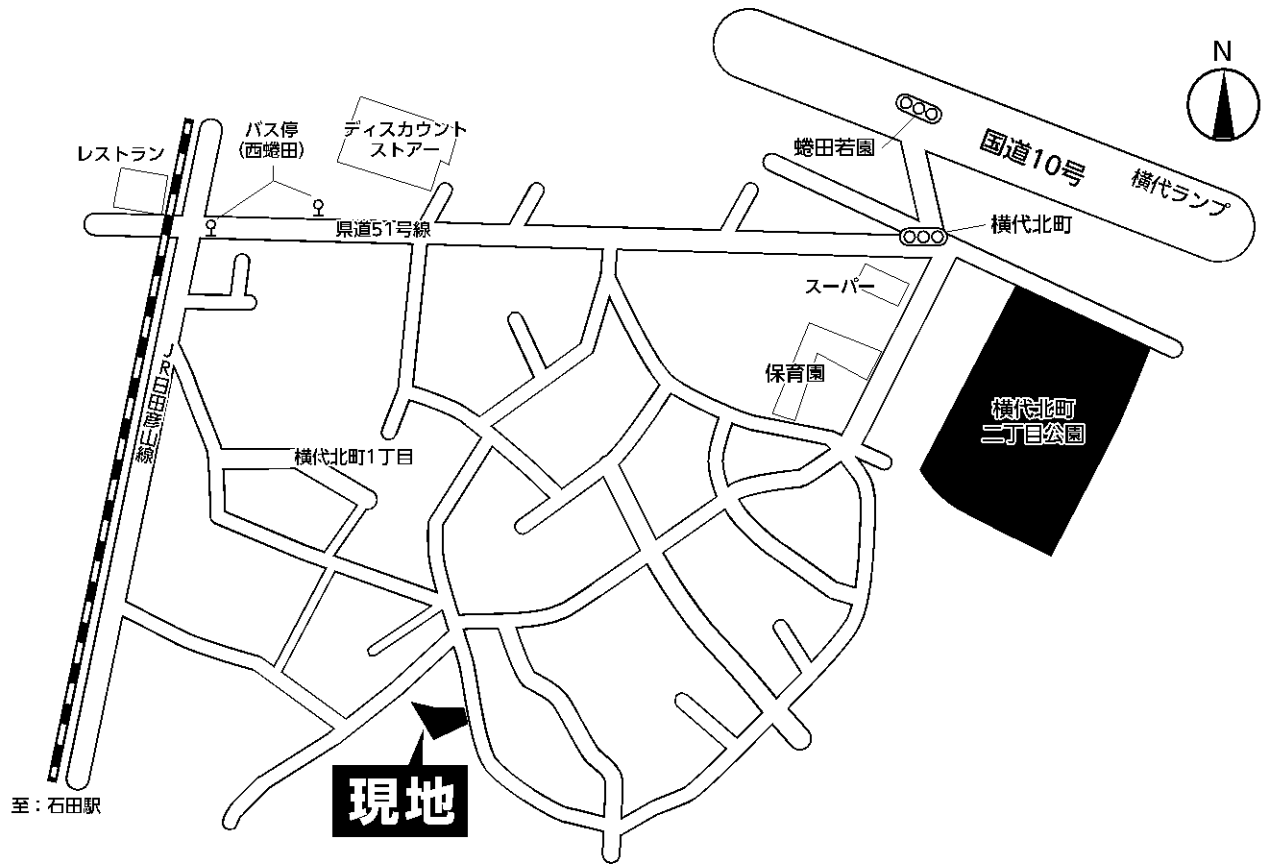 N
国道10号
横代ランプ
蜷田若園
横代北町
バス停
(西蜷田)
ディスカウント
ストアー
レストラン
県道51号線
スーパー
保育園
横代北町
二丁目公園
JR日田彦山線
横代北町1丁目
現地
至：石田駅